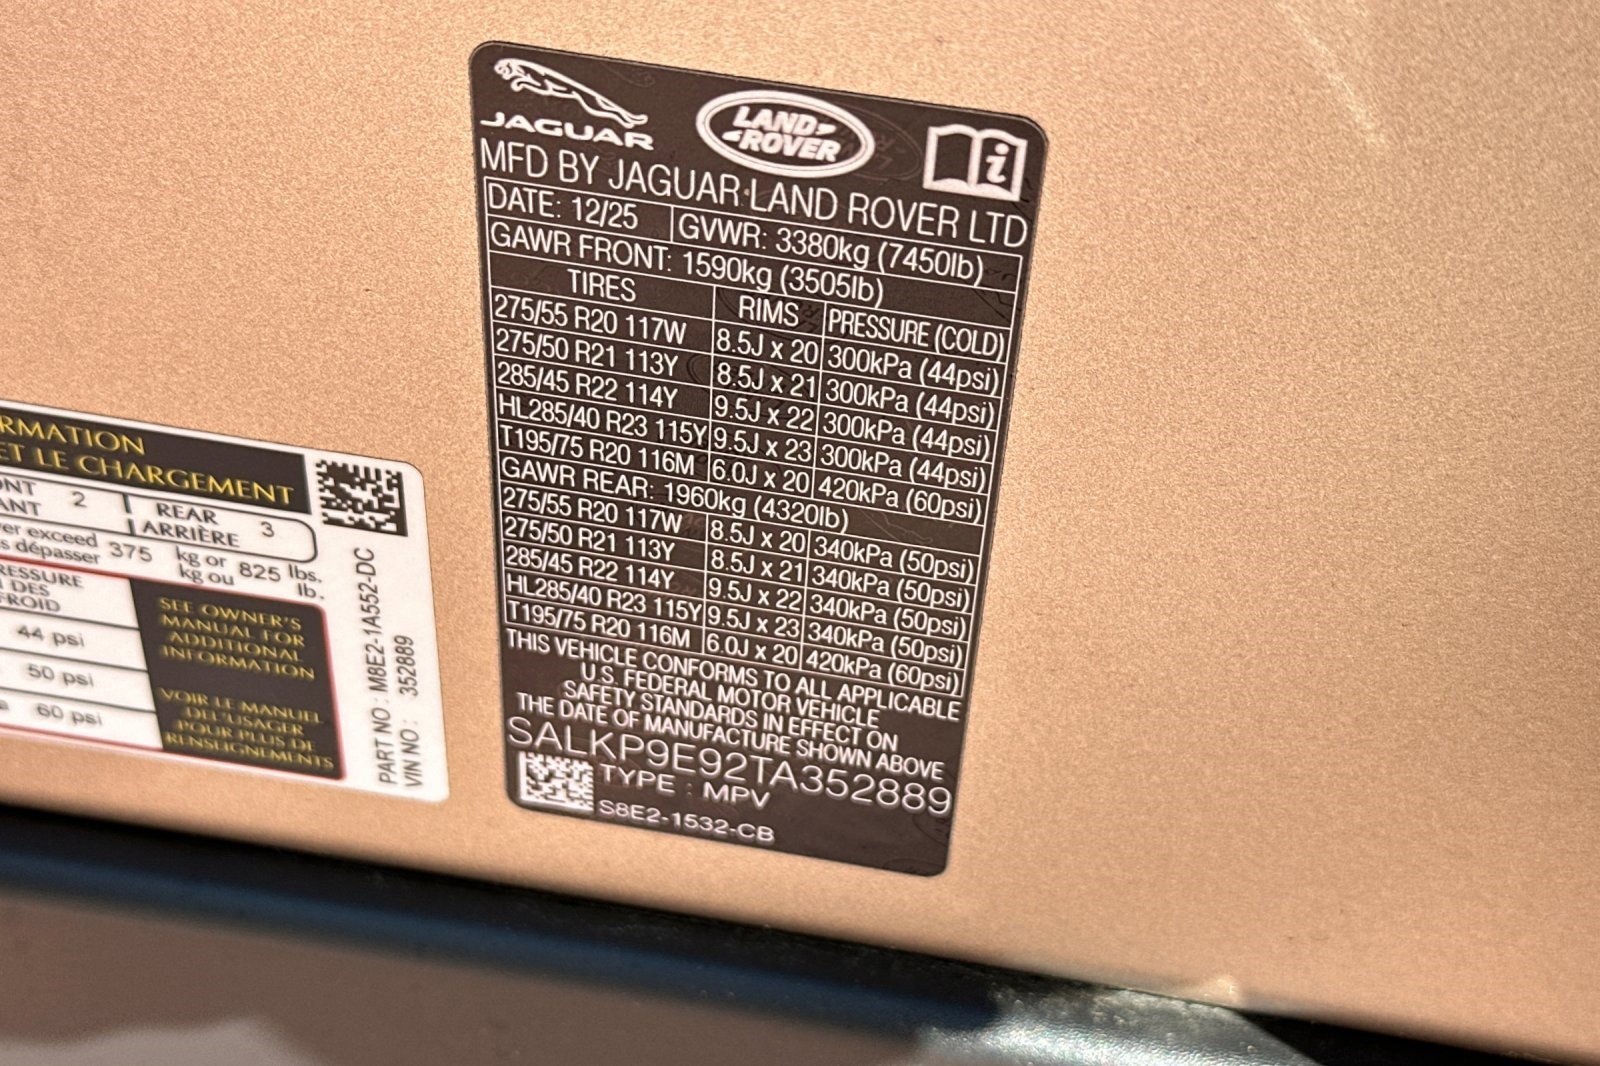 JAGUAR
LAND ROVER
MFD BY JAGUAR LAND ROVER LTD
DATE: 12/25 GVWR: 3380kg (7450lb)
GAWR FRONT: 1590kg (3505lb)
TIRES RIMS PRESSURE (COLD)
275/55 R20 117W 8.5J x 20 300kPa (44psi)
275/50 R21 113Y 8.5J x 21 300kPa (44psi)
285/45 R22 114Y 9.5J x 22 300kPa (44psi)
HL285/40 R23 115Y 9.5J x 23 300kPa (44psi)
T195/75 R20 116M 6.0J x 20 420kPa (60psi)
GAWR REAR: 1960kg (4320lb)
275/55 R20 117W 8.5J x 20 340kPa (50psi)
275/50 R21 113Y 8.5J x 21 340kPa (50psi)
285/45 R22 114Y 9.5J x 22 340kPa (50psi)
HL285/40 R23 115Y 9.5J x 23 340kPa (50psi)
T195/75 R20 116M 6.0J x 20 420kPa (60psi)
THIS VEHICLE CONFORMS TO ALL APPLICABLE
U.S. FEDERAL MOTOR VEHICLE
SAFETY STANDARDS IN EFFECT ON
THE DATE OF MANUFACTURE SHOWN ABOVE
SALKP9E92TA352889
TYPE : MPV
S8E2-1532-CB
RMATION
ET LE CHARGEMENT
ONT 2 REAR 3
ANT ARRIÈRE
er exceed 375 kg or 825 lbs.
s dépasser kg ou lb.
RESSURE
DES
FROID
44 psi
50 psi
60 psi
SEE OWNER'S
MANUAL FOR
ADDITIONAL
INFORMATION
VOIR LE MANUEL
DE L'USAGER
POUR PLUS DE
RENSEIGNEMENTS
PART NO : M8E2-1A552-DC
VIN NO : 352889